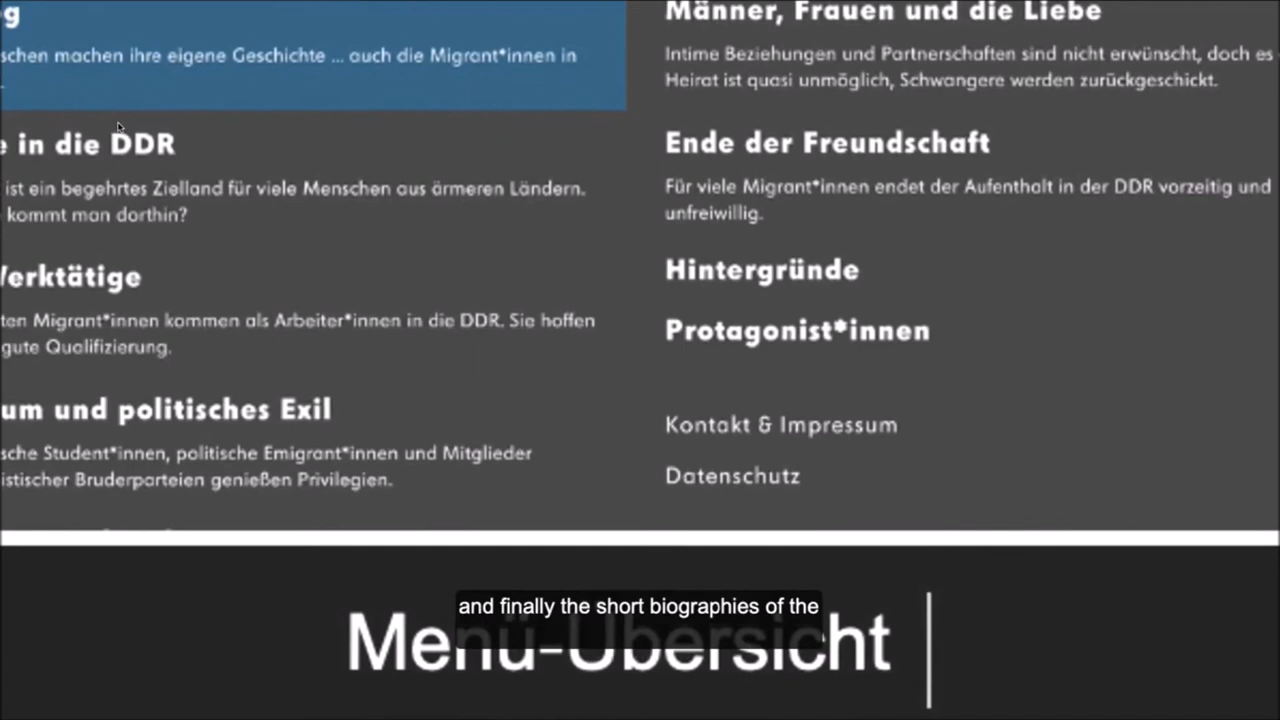 schen machen ihre eigene Geschichte ... auch die Migrant*innen in
e in die DDR
ist ein begehrtes Zielland für viele Menschen aus ärmeren Ländern.
kommt man dorthin?
Werktätige
ten Migrant*innen kommen als Arbeiter*innen in die DDR. Sie hoffen
gute Qualifizierung.
um und politisches Exil
sche Student*innen, politische Emigrant*innen und Mitglieder
istischer Bruderparteien genießen Privilegien.
Männer, Frauen und die Liebe
Intime Beziehungen und Partnerschaften sind nicht erwünscht, doch es
Heirat ist quasi unmöglich, Schwangere werden zurückgeschickt.
Ende der Freundschaft
Für viele Migrant*innen endet der Aufenthalt in der DDR vorzeitig und
unfreiwillig.
Hintergründe
Protagonist*innen
Kontakt & Impressum
Datenschutz
and finally the short biographies of the
Menü-Übersicht